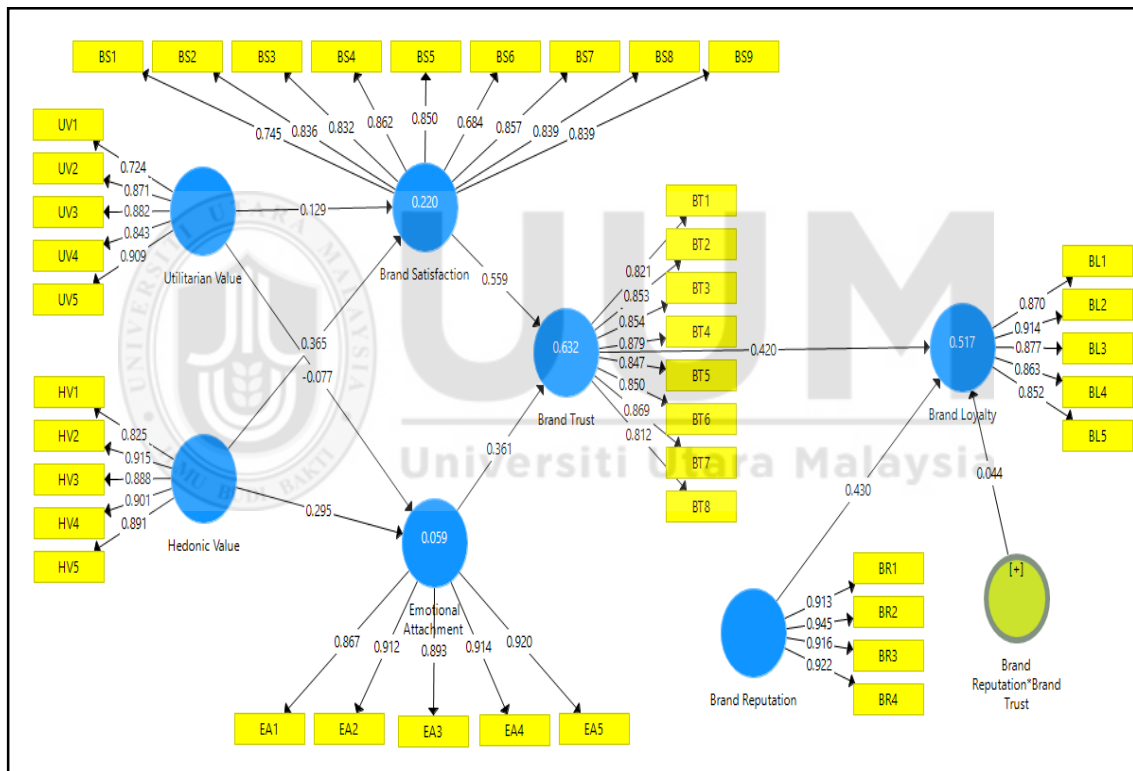 BS1 BS2 BS3 BS4 BS5 BS6 BS7 BS8 BS9
0.745 0.836 0.832 0.862 0.850 0.684 0.857 0.839 0.839
UV1
UV2
UV3
UV4
UV5
0.724
0.871
0.882
0.843
0.909
Utilitarian Value
0.129
0.220
Brand Satisfaction
0.559
0.365
-0.077
HV1
HV2
HV3
HV4
HV5
0.825
0.915
0.888
0.901
0.891
Hedonic Value
0.295
0.059
Emotional
Attachment
0.361
0.867 0.912 0.893 0.914 0.920
EA1 EA2 EA3 EA4 EA5
0.632
Brand Trust
BT1
BT2
BT3
BT4
BT5
BT6
BT7
BT8
0.821
0.853
0.854
0.879
0.847
0.850
0.869
0.812
0.420
0.517
Brand Loyalty
BL1
BL2
BL3
BL4
BL5
0.870
0.914
0.877
0.863
0.852
0.430
0.044
Brand Reputation
BR1
BR2
BR3
BR4
0.913
0.945
0.916
0.922
[+]
Brand
Reputation*Brand
Trust
UUM
Universiti Utara Malaysia
UNIVERSITI UTARA MALAYSIA